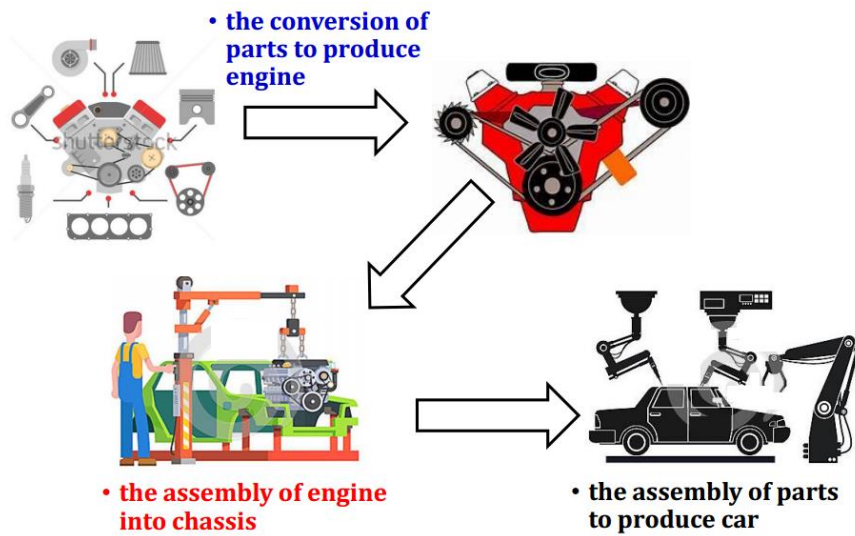 • the conversion of
parts to produce
engine
shutterstock
• the assembly of engine
into chassis
• the assembly of parts
to produce car